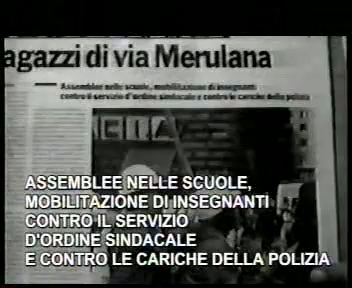 agazzi di via Merulana
Assemblee nelle scuole, mobilitazione di insegnanti
contro il servizio d'ordine sindacale e contro le cariche della polizia
ASSEMBLEE NELLE SCUOLE,
MOBILITAZIONE DI INSEGNANTI
CONTRO IL SERVIZIO
D'ORDINE SINDACALE
E CONTRO LE CARICHE DELLA POLIZIA